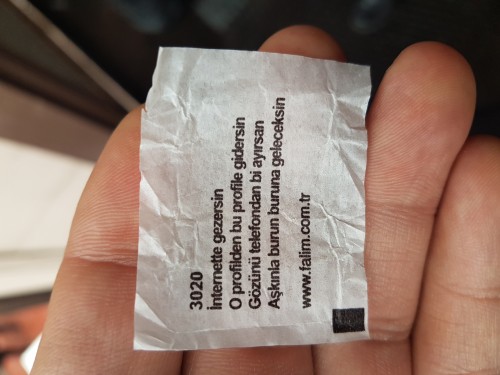 3020
İnternette gezersin
O profilden bu profile gidersin
Gözünü telefondan bi ayırsan
Aşkınla burun buruna geleceksin
www.falim.com.tr